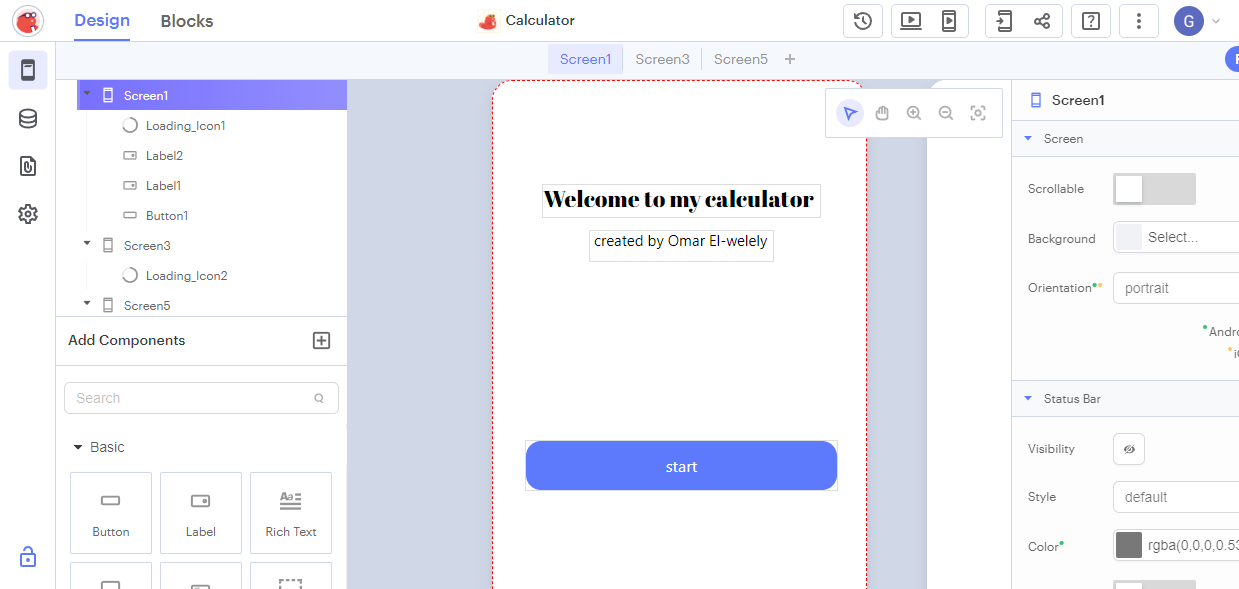 Design
Blocks
Calculator
G
Screen1
Screen3
Screen5
Screen1
Loading_Icon1
Label2
Label1
Button1
Screen3
Loading_Icon2
Screen5
Add Components
Search
Basic
Button
Label
Rich Text
Welcome to my calculator
created by Omar El-welely
start
Screen1
Screen
Scrollable
Background
Select...
Orientation
portrait
Status Bar
Visibility
Style
default
Color
rgba(0,0,0,0.53